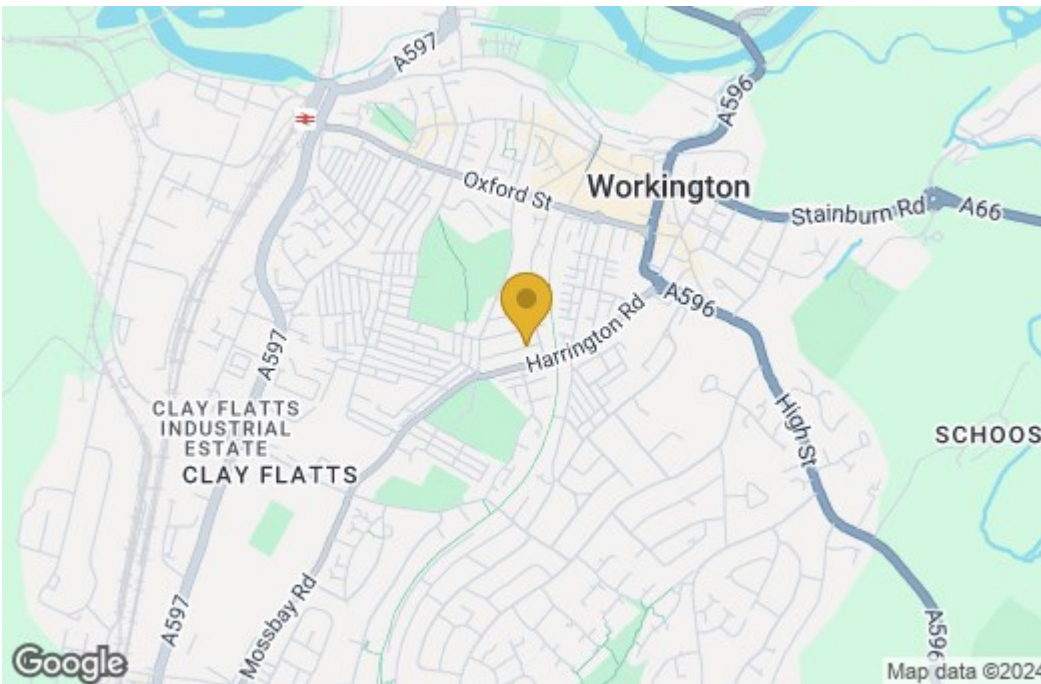 A597
A596
Oxford St
Workington
Stainburn Rd
A66
A596
Harrington Rd
A597
CLAY FLATTS
INDUSTRIAL
ESTATE
CLAY FLATTS
High St
SCHOOS
Mossbay Rd
A597
A596
Google
Map data ©2024